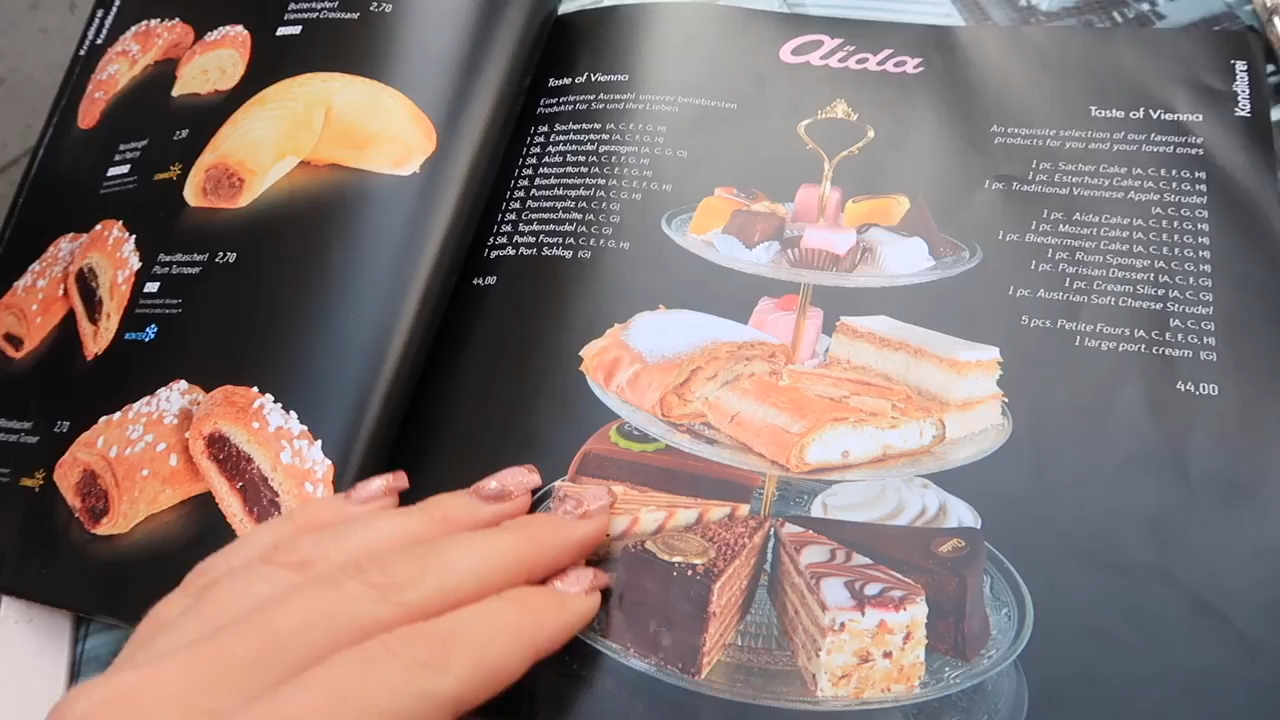 Konditorei
Butterkipferl
Viennese Croissant
2,70
Nusbeugel
Nut Pastry
2,30
SOMMER
Powidltascherl
Plum Turnover
2,70
WINTER
2,70
Aïda
Konditorei
Taste of Vienna
Eine erlesene Auswahl unserer beliebtesten
Produkte für Sie und ihre Lieben
1 Stk. Sachertorte (A, C, E, F, G, H)
1 Stk. Esterhazytorte (A, C, E, F, G, H)
1 Stk. Apfelstrudel gezogen (A, C, G, O)
1 Stk. Aida Torte (A, C, E, F, G, H)
1 Stk. Mozarttorte (A, C, E, F, G, H)
1 Stk. Biedermeiertorte (A, C, E, F, G, H)
1 Stk. Punschkrapferl (A, C, G, H)
1 Stk. Pariserspitz (A, C, F, G)
1 Stk. Cremeschnitte (A, C, G)
1 Stk. Topfenstrudel (A, C, G)
5 Stk. Petite Fours (A, C, E, F, G, H)
1 große Port. Schlag (G)
44,00
Taste of Vienna
An exquisite selection of our favourite
products for you and your loved ones
1 pc. Sacher Cake (A, C, E, F, G, H)
1 pc. Esterhazy Cake (A, C, F, G, H)
1 pc. Traditional Viennese Apple Strudel
(A, C, G, O)
1 pc. Aida Cake (A, C, E, F, G, H)
1 pc. Mozart Cake (A, C, E, F, G, H)
1 pc. Biedermeier Cake (A, C, E, F, G, H)
1 pc. Rum Sponge (A, C, G, H)
1 pc. Parisian Dessert (A, C, F, G)
1 pc. Cream Slice (A, C, G)
1 pc. Austrian Soft Cheese Strudel
(A, C, G)
5 pcs. Petite Fours (A, C, E, F, G, H)
1 large port. cream (G)
44,00